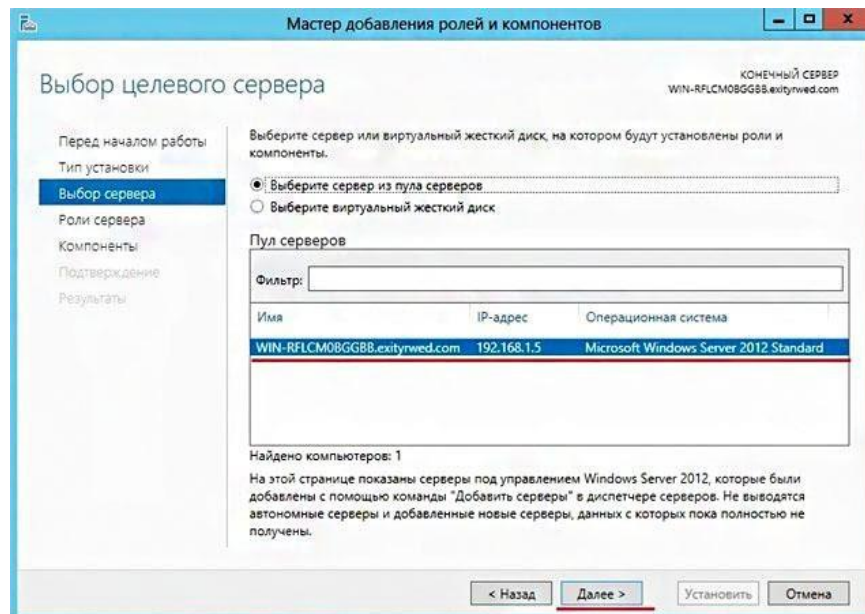 Мастер добавления ролей и компонентов
Выбор целевого сервера
КОНЕЧНЫЙ СЕРВЕР
WIN-RFLCM0BGGBB.exityrwed.com
Перед началом работы
Тип установки
Выбор сервера
Роли сервера
Компоненты
Подтверждение
Результаты
Выберите сервер или виртуальный жесткий диск, на котором будут установлены роли и
компоненты.
Выберите сервер из пула серверов
Выберите виртуальный жесткий диск
Пул серверов
Фильтр:
Имя IP-адрес Операционная система
WIN-RFLCM0BGGBB.exityrwed.com 192.168.1.5 Microsoft Windows Server 2012 Standard
Найдено компьютеров: 1
На этой странице показаны серверы под управлением Windows Server 2012, которые были
добавлены с помощью команды "Добавить серверы" в диспетчере серверов. Не выводятся
автономные серверы и добавленные новые серверы, данных с которых пока полностью не
получены.
< Назад Далее > Установить Отмена